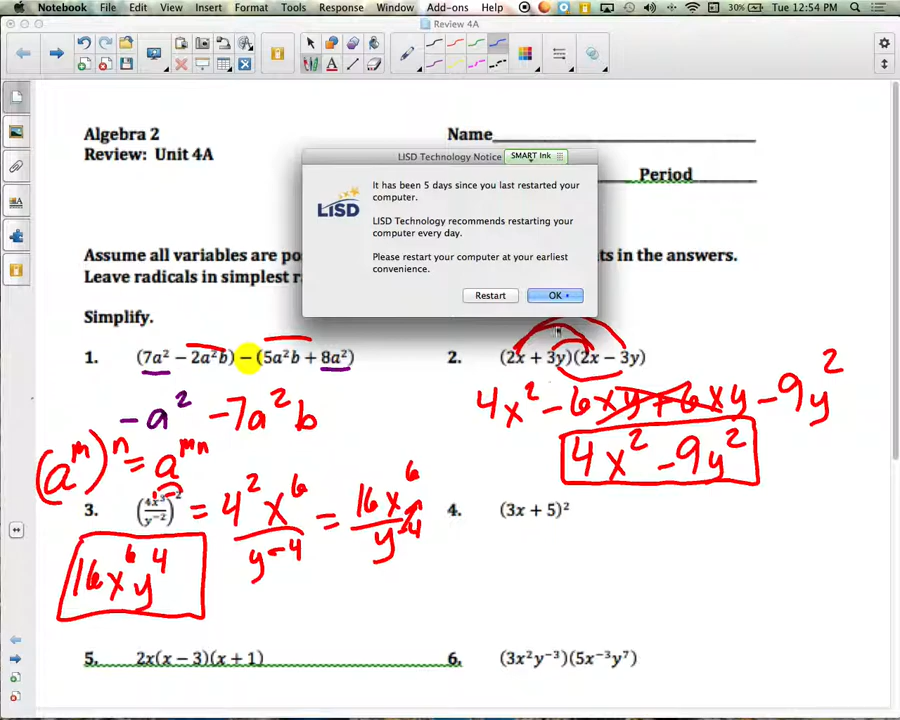 Notebook File Edit View Insert Format Tools Resources Window Add-ons Help 30% Tue 12:54 PM
Review 4A
Algebra 2
Name
Review: Unit 4A
Period
LISD Technology Notice SMART Ink
It has been 5 days since you last restarted your
computer.
LISD Technology recommends restarting your
computer every day.
Please restart your computer at your earliest
convenience.
LISD
Restart OK
Assume all variables are po
ts in the answers.
Leave radicals in simplest r
Simplify.
1. (7a² − 2a²b) − (5a²b + 8a²)
-a² -7a²b
2. (2x + 3y)(2x − 3y)
4x² - 6xy + 6xy - 9y²
4x² - 9y²
(a^m)^n = a^mn
3. (4x³/y⁻²)² = 4²x⁶/y⁻⁴ = 16x⁶/y⁻⁴
16x⁶y⁴
4. (3x + 5)²
5. 2x(x − 3)(x + 1)
6. (3x²y⁻³)(5x⁻³y⁷)